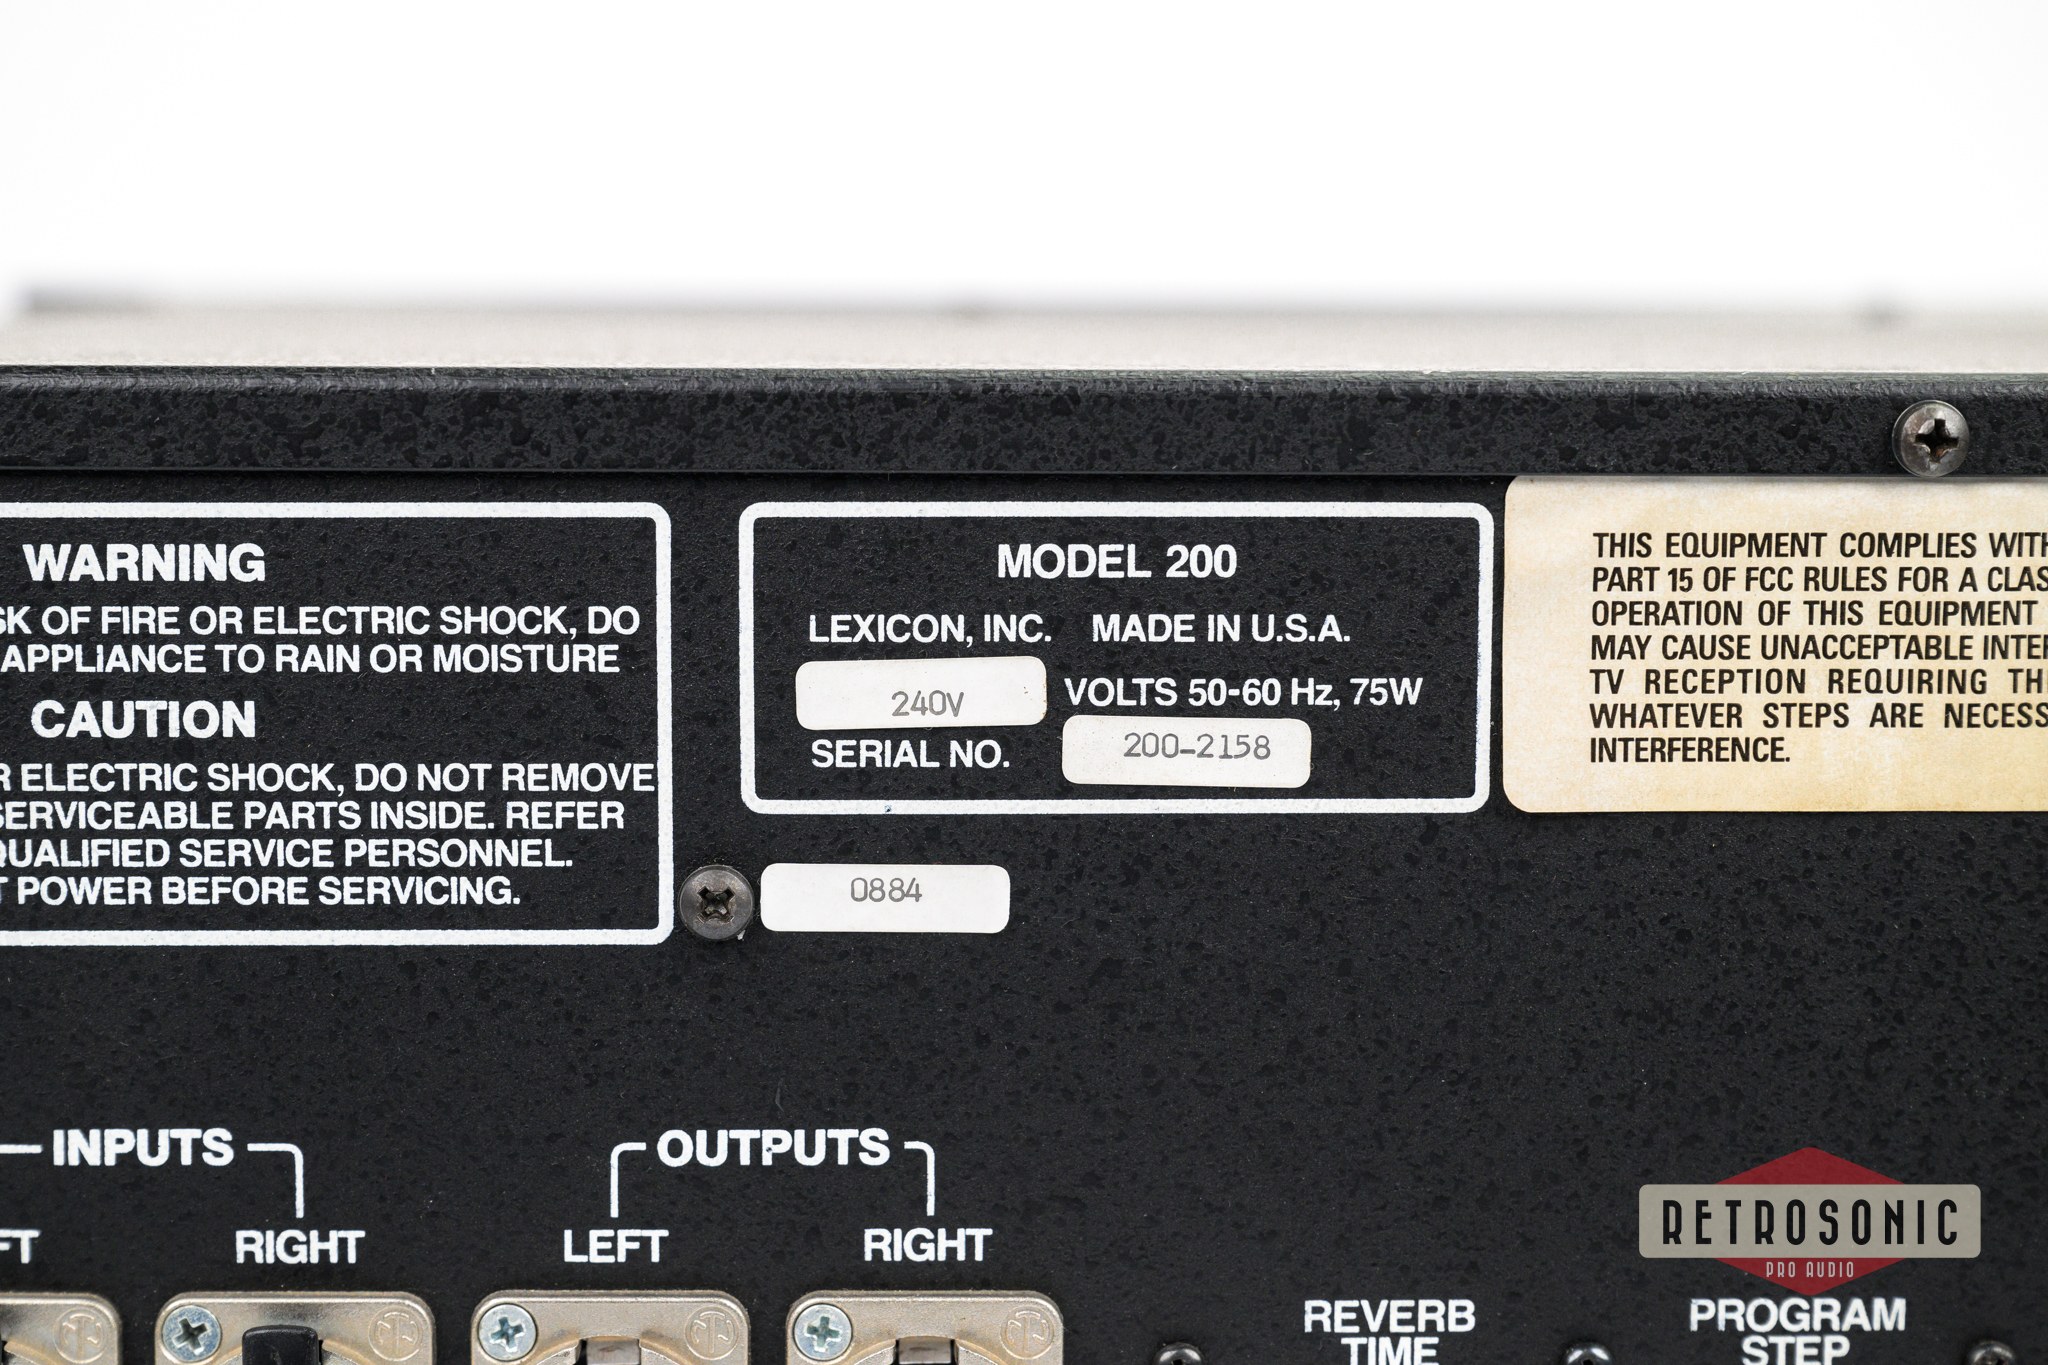 WARNING
SK OF FIRE OR ELECTRIC SHOCK, DO
APPLIANCE TO RAIN OR MOISTURE
CAUTION
R ELECTRIC SHOCK, DO NOT REMOVE
SERVICEABLE PARTS INSIDE. REFER
QUALIFIED SERVICE PERSONNEL.
T POWER BEFORE SERVICING.
MODEL 200
LEXICON, INC. MADE IN U.S.A.
240V VOLTS 50-60 Hz, 75W
SERIAL NO. 200-2158
0884
THIS EQUIPMENT COMPLIES WITH
PART 15 OF FCC RULES FOR A CLAS
OPERATION OF THIS EQUIPMENT
MAY CAUSE UNACCEPTABLE INTER
TV RECEPTION REQUIRING TH
WHATEVER STEPS ARE NECESS
INTERFERENCE.
INPUTS
FT RIGHT
OUTPUTS
LEFT RIGHT
REVERB
TIME
PROGRAM
STEP
RETROSONIC
PRO AUDIO